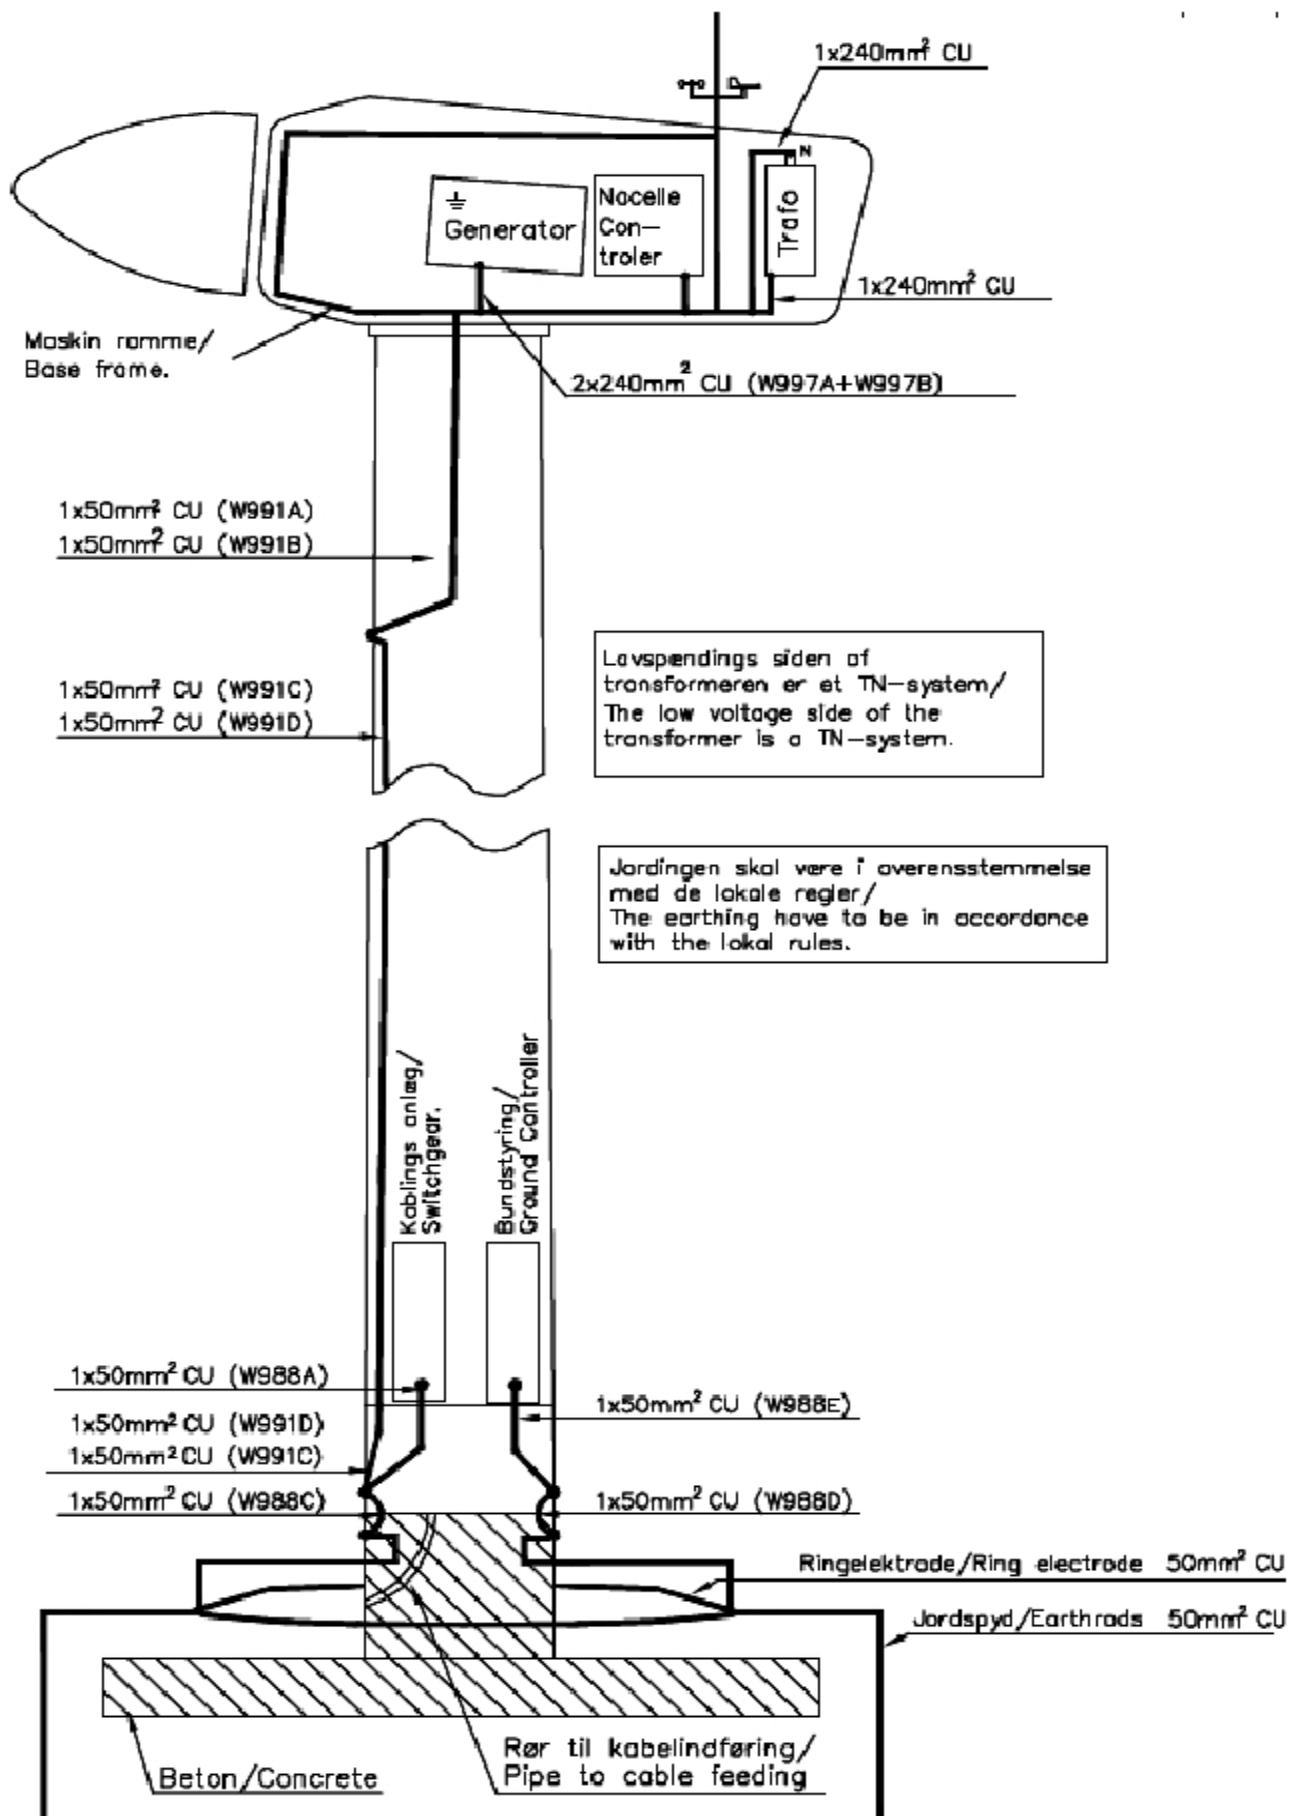 1x240mm² CU
N
Generator
Nacelle
Con-
troler
Trafo
1x240mm² CU
Maskin ramme/
Base frame.
2x240mm² CU (W997A+W997B)
1x50mm² CU (W991A)
1x50mm² CU (W991B)
Lavspændings siden af
transformeren er et TN-system/
The low voltage side of the
transformer is a TN-system.
1x50mm² CU (W991C)
1x50mm² CU (W991D)
Jordingen skal være i overensstemmelse
med de lokale regler/
The earthing have to be in accordance
with the lokal rules.
Koblings anlæg/
Switchgear.
Bundstyring/
Ground Controller
1x50mm² CU (W988A)
1x50mm² CU (W988E)
1x50mm² CU (W991D)
1x50mm² CU (W991C)
1x50mm² CU (W988C)
1x50mm² CU (W988D)
Ringelektrode/Ring electrode 50mm² CU
Jordspyd/Earthrods 50mm² CU
Rør til kabelindføring/
Pipe to cable feeding
Beton/Concrete